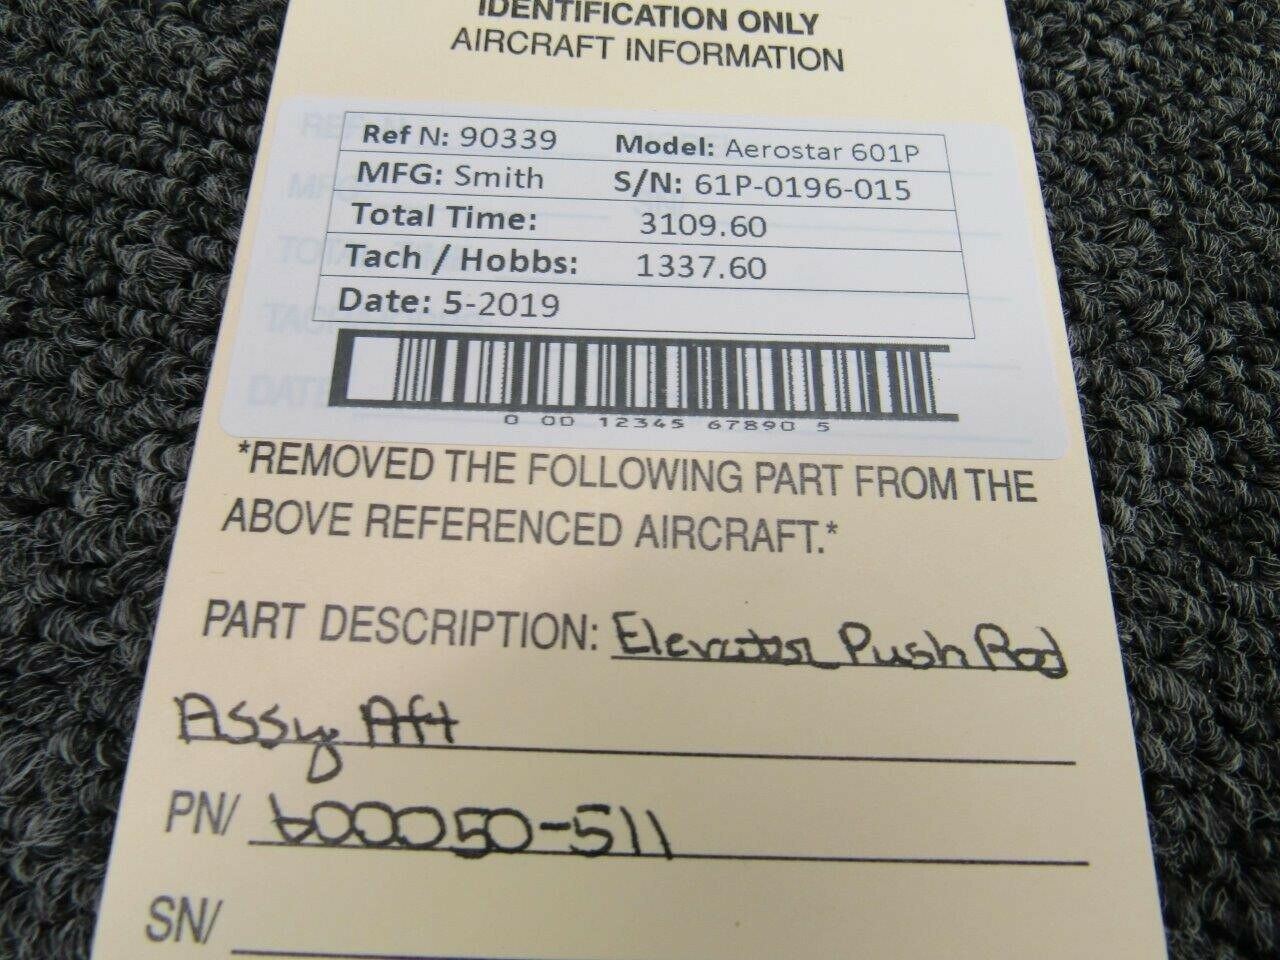 IDENTIFICATION ONLY
AIRCRAFT INFORMATION
Ref N: 90339 Model: Aerostar 601P
MFG: Smith S/N: 61P-0196-015
Total Time: 3109.60
Tach / Hobbs: 1337.60
Date: 5-2019
0 00 12345 67890 5
*REMOVED THE FOLLOWING PART FROM THE
ABOVE REFERENCED AIRCRAFT.*
PART DESCRIPTION: Elevator Push Rod
Assy Aft
PN/ 600050-511
SN/